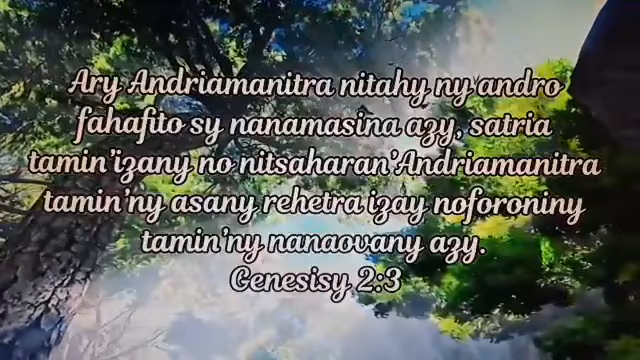 Ary Andriamanitra nitahy ny andro
fahafito sy nanamasina azy, satria
tamin'izany no nitsaharan'Andriamanitra
tamin'ny asany rehetra izay noforoniny
tamin'ny nanaovany azy.
Genesisy 2:3